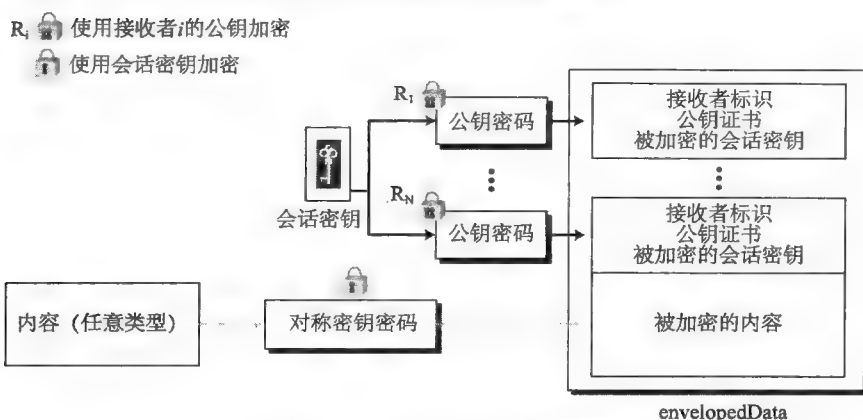 R_i 使用接收者i的公钥加密
使用会话密钥加密
R_1
公钥密码
接收者标识
公钥证书
被加密的会话密钥
会话密钥
R_N
公钥密码
接收者标识
公钥证书
被加密的会话密钥
内容（任意类型）
对称密钥密码
被加密的内容
envelopedData